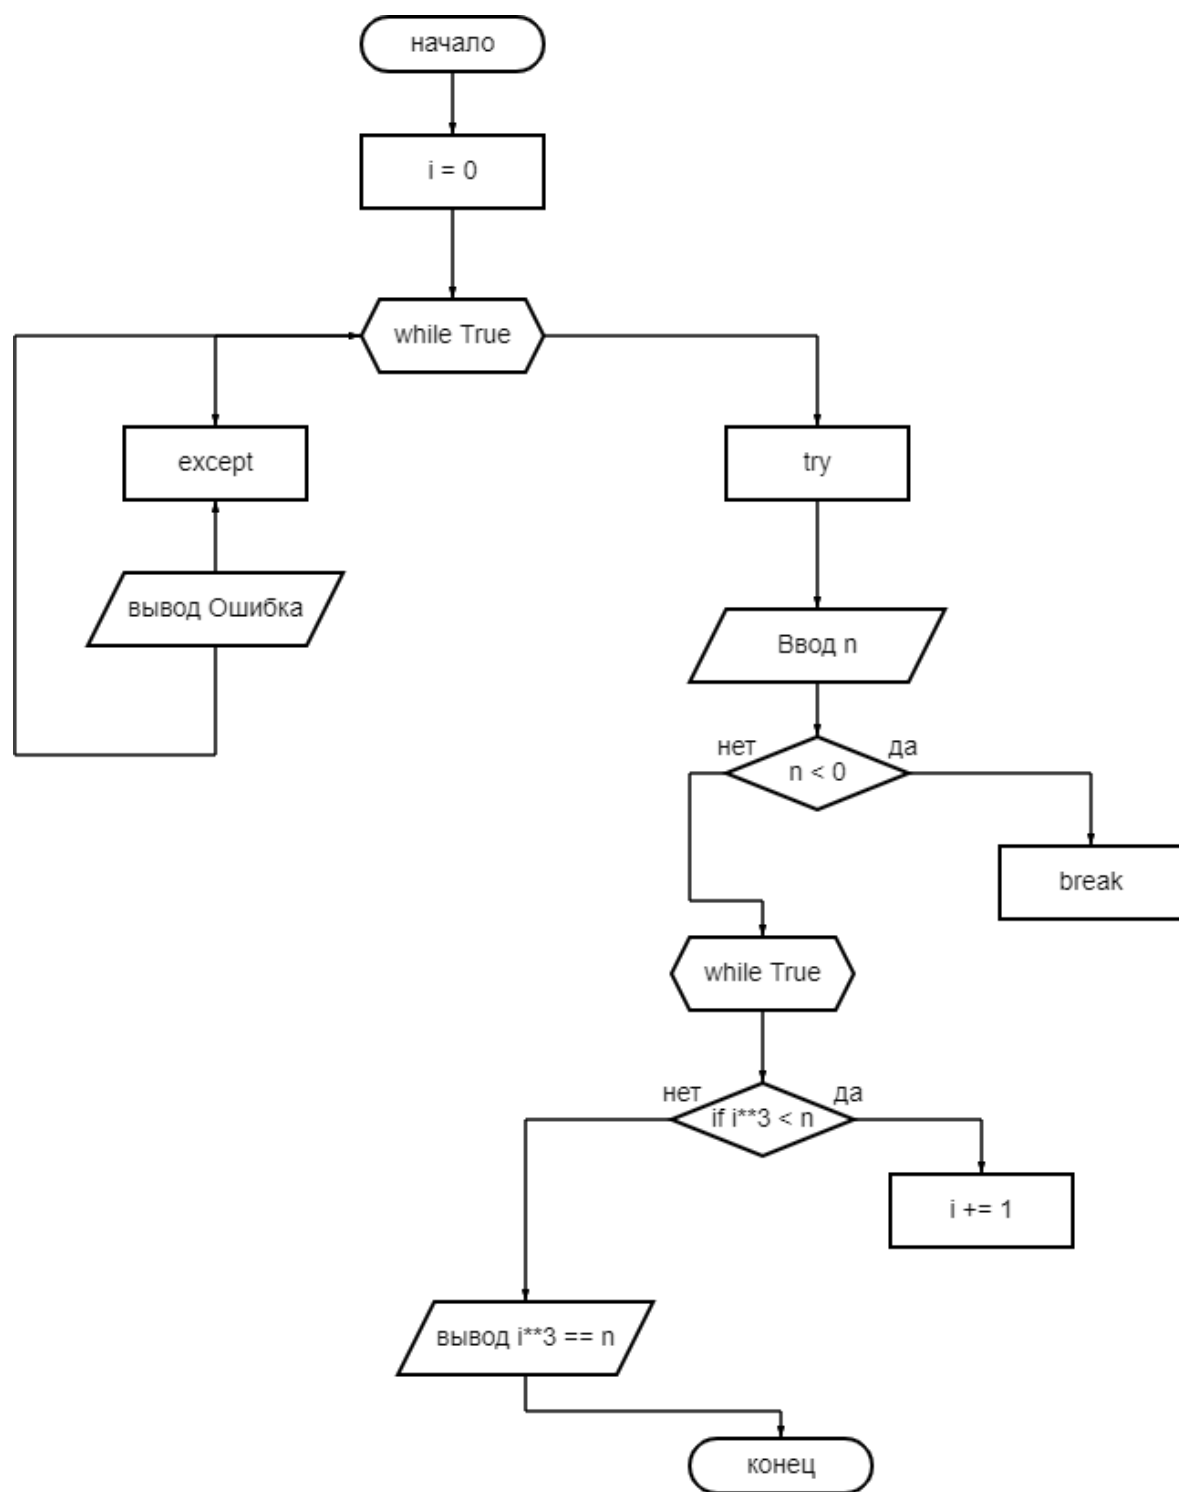 начало
i = 0
while True
except
try
вывод Ошибка
Ввод n
нет
да
n < 0
break
while True
нет
да
if i**3 < n
i += 1
вывод i**3 == n
конец